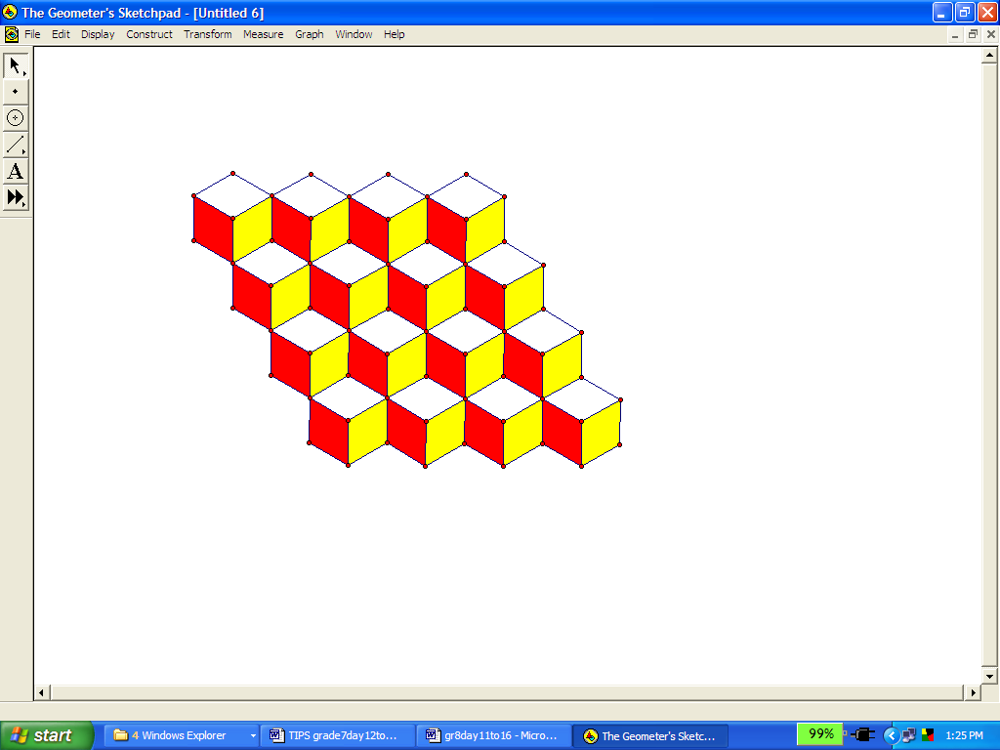 The Geometer's Sketchpad - [Untitled 6]
File Edit Display Construct Transform Measure Graph Window Help
A
start 4 Windows Explorer TIPS grade7day12to... gr8day11to16 - Micro... The Geometer's Sketc... 99% 1:25 PM